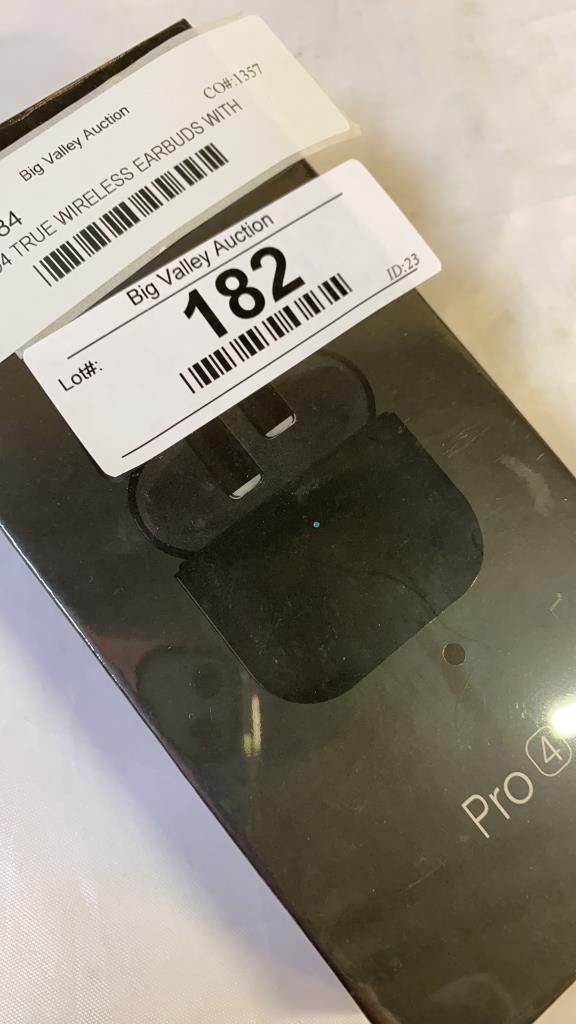 CO#:1357
Big Valley Auction
84
04 TRUE WIRELESS EARBUDS WITH
Big Valley Auction
182
Lot#:
ID:23
Pro 4